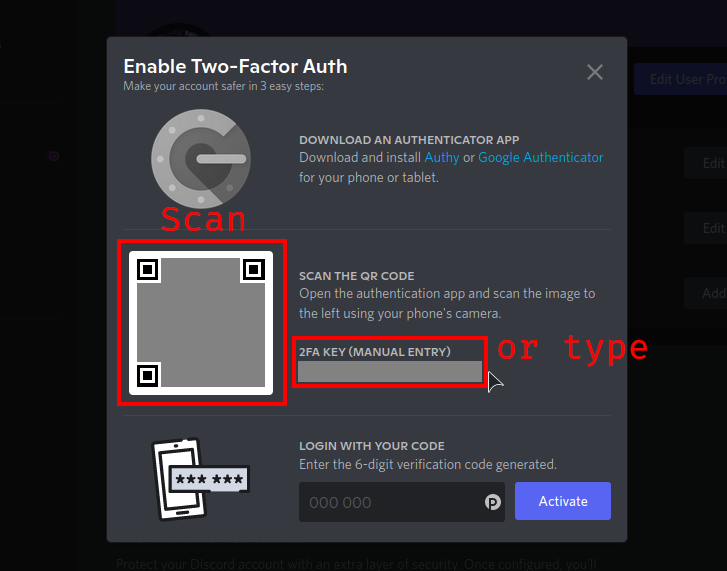 Edit User Pro
Enable Two-Factor Auth
Make your account safer in 3 easy steps:
DOWNLOAD AN AUTHENTICATOR APP
Download and install Authy or Google Authenticator
for your phone or tablet.
Edit
Scan
Edit
SCAN THE QR CODE
Open the authentication app and scan the image to
the left using your phone's camera.
Add
2FA KEY (MANUAL ENTRY)
or type
LOGIN WITH YOUR CODE
Enter the 6-digit verification code generated.
*** ***
000 000
Activate
Protect your Discord account with an extra layer of security. Once configured, you'll